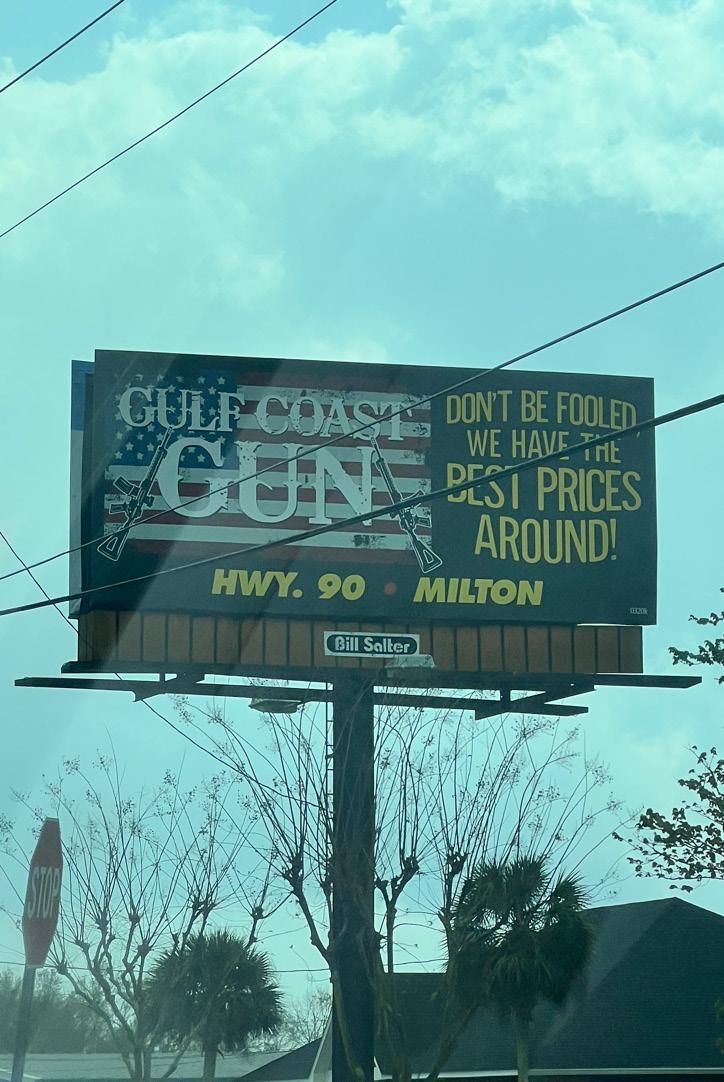 GULF COAST
GUN
DON'T BE FOOLED,
WE HAVE THE
BEST PRICES
AROUND!
HWY. 90 • MILTON
Bill Salter
STOP